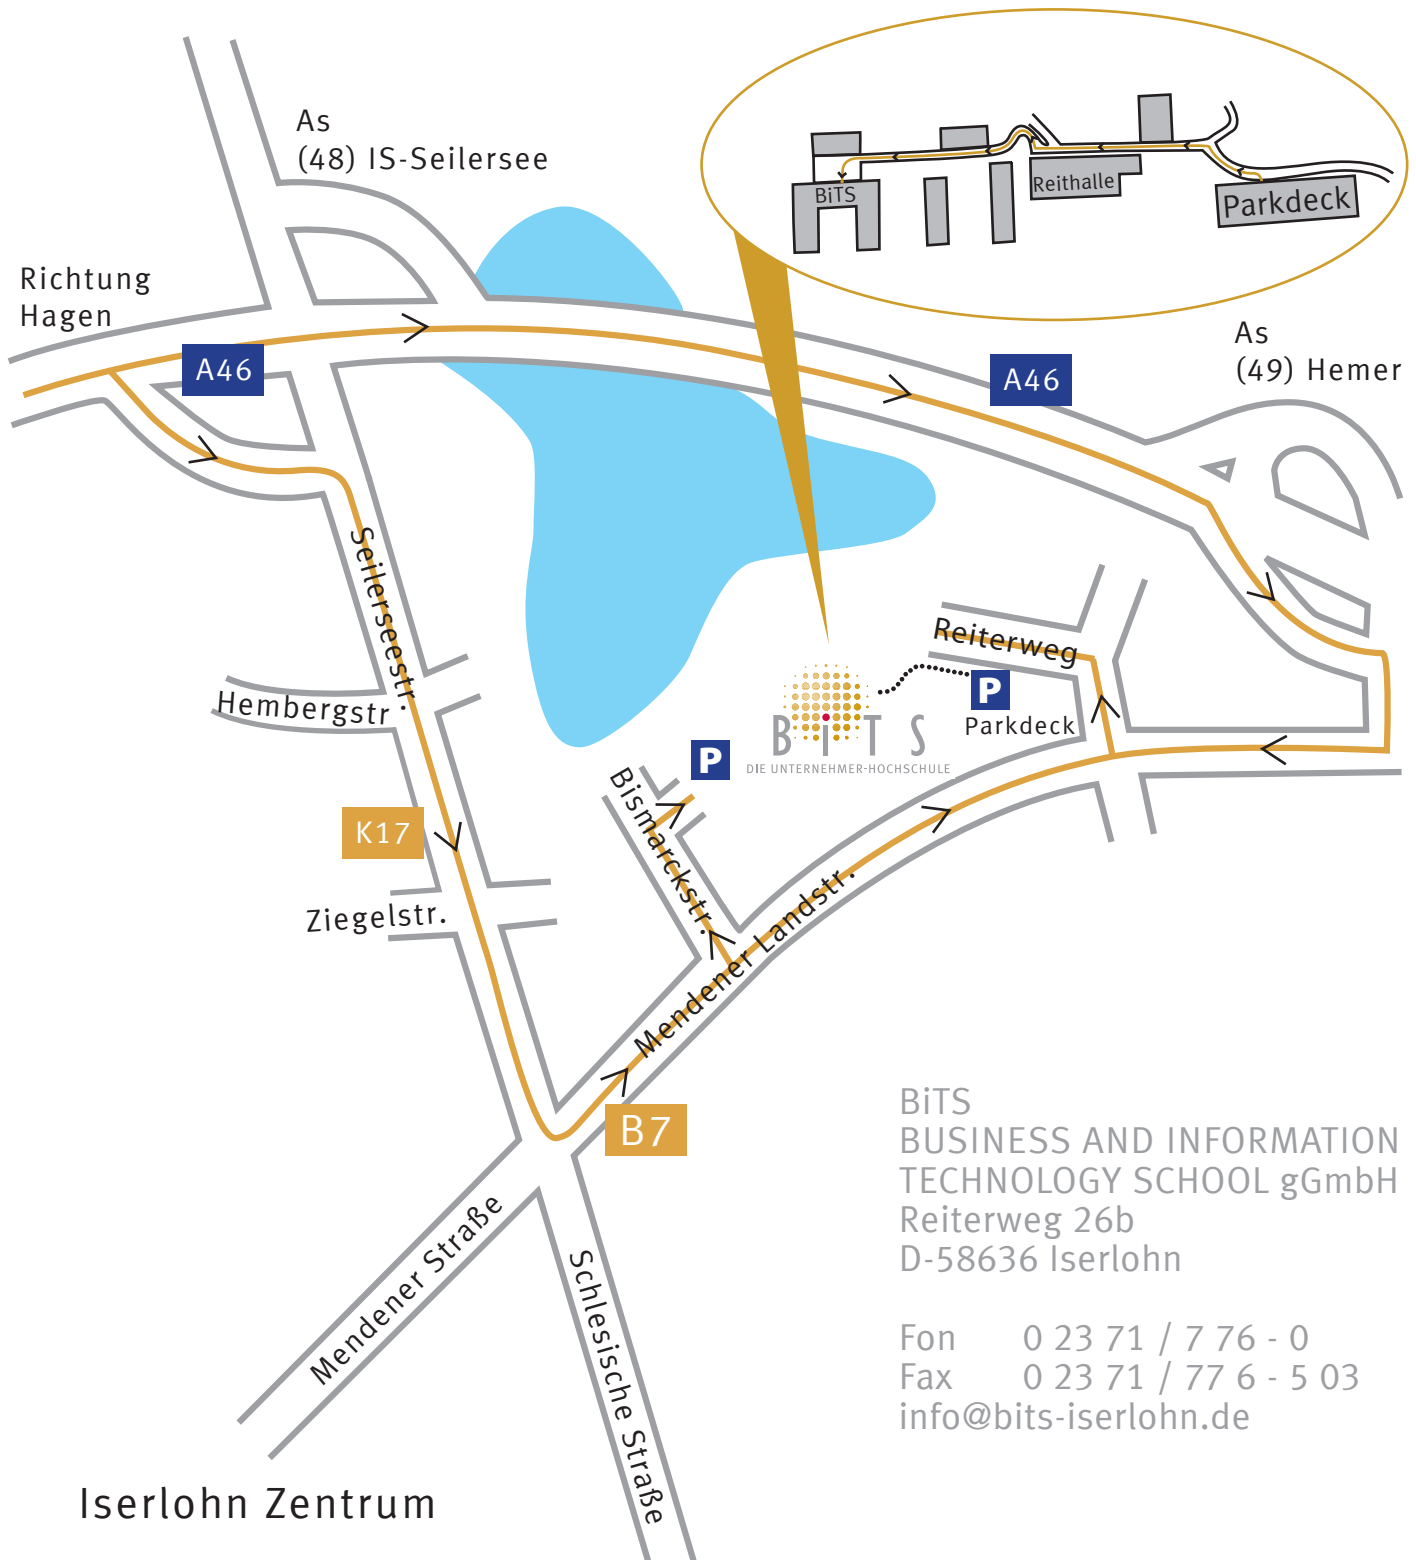 As
(48) IS-Seilersee
BiTS
Reithalle
Parkdeck
Richtung
Hagen
A46
A46
As
(49) Hemer
Seilerseestr.
Hembergstr.
Reiterweg
P
Parkdeck
BiTS
DIE UNTERNEHMER-HOCHSCHULE
P
Bismarckstr.
K17
Ziegelstr.
Mendener Landstr.
B7
Mendener Straße
Schlesische Straße
Iserlohn Zentrum
BiTS
BUSINESS AND INFORMATION
TECHNOLOGY SCHOOL gGmbH
Reiterweg 26b
D-58636 Iserlohn
Fon 0 23 71 / 7 76 - 0
Fax 0 23 71 / 77 6 - 5 03
info@bits-iserlohn.de